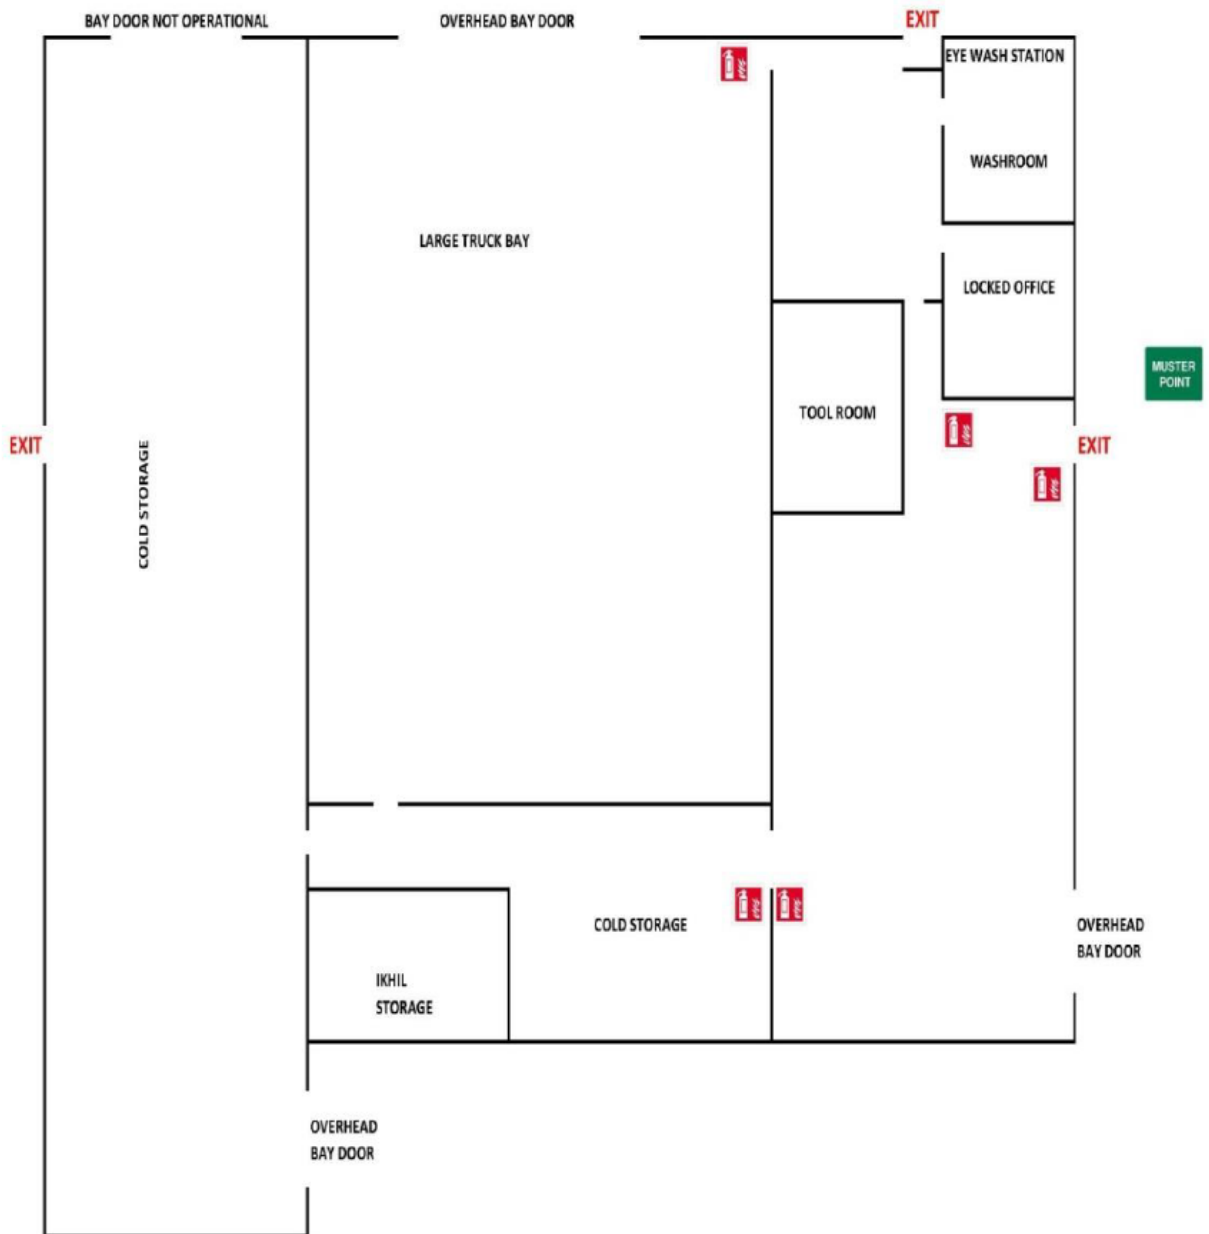 BAY DOOR NOT OPERATIONAL
OVERHEAD BAY DOOR
EXIT
EYE WASH STATION
WASHROOM
LARGE TRUCK BAY
LOCKED OFFICE
MUSTER
POINT
TOOL ROOM
EXIT
COLD STORAGE
EXIT
COLD STORAGE
OVERHEAD
BAY DOOR
IKHIL
STORAGE
OVERHEAD
BAY DOOR